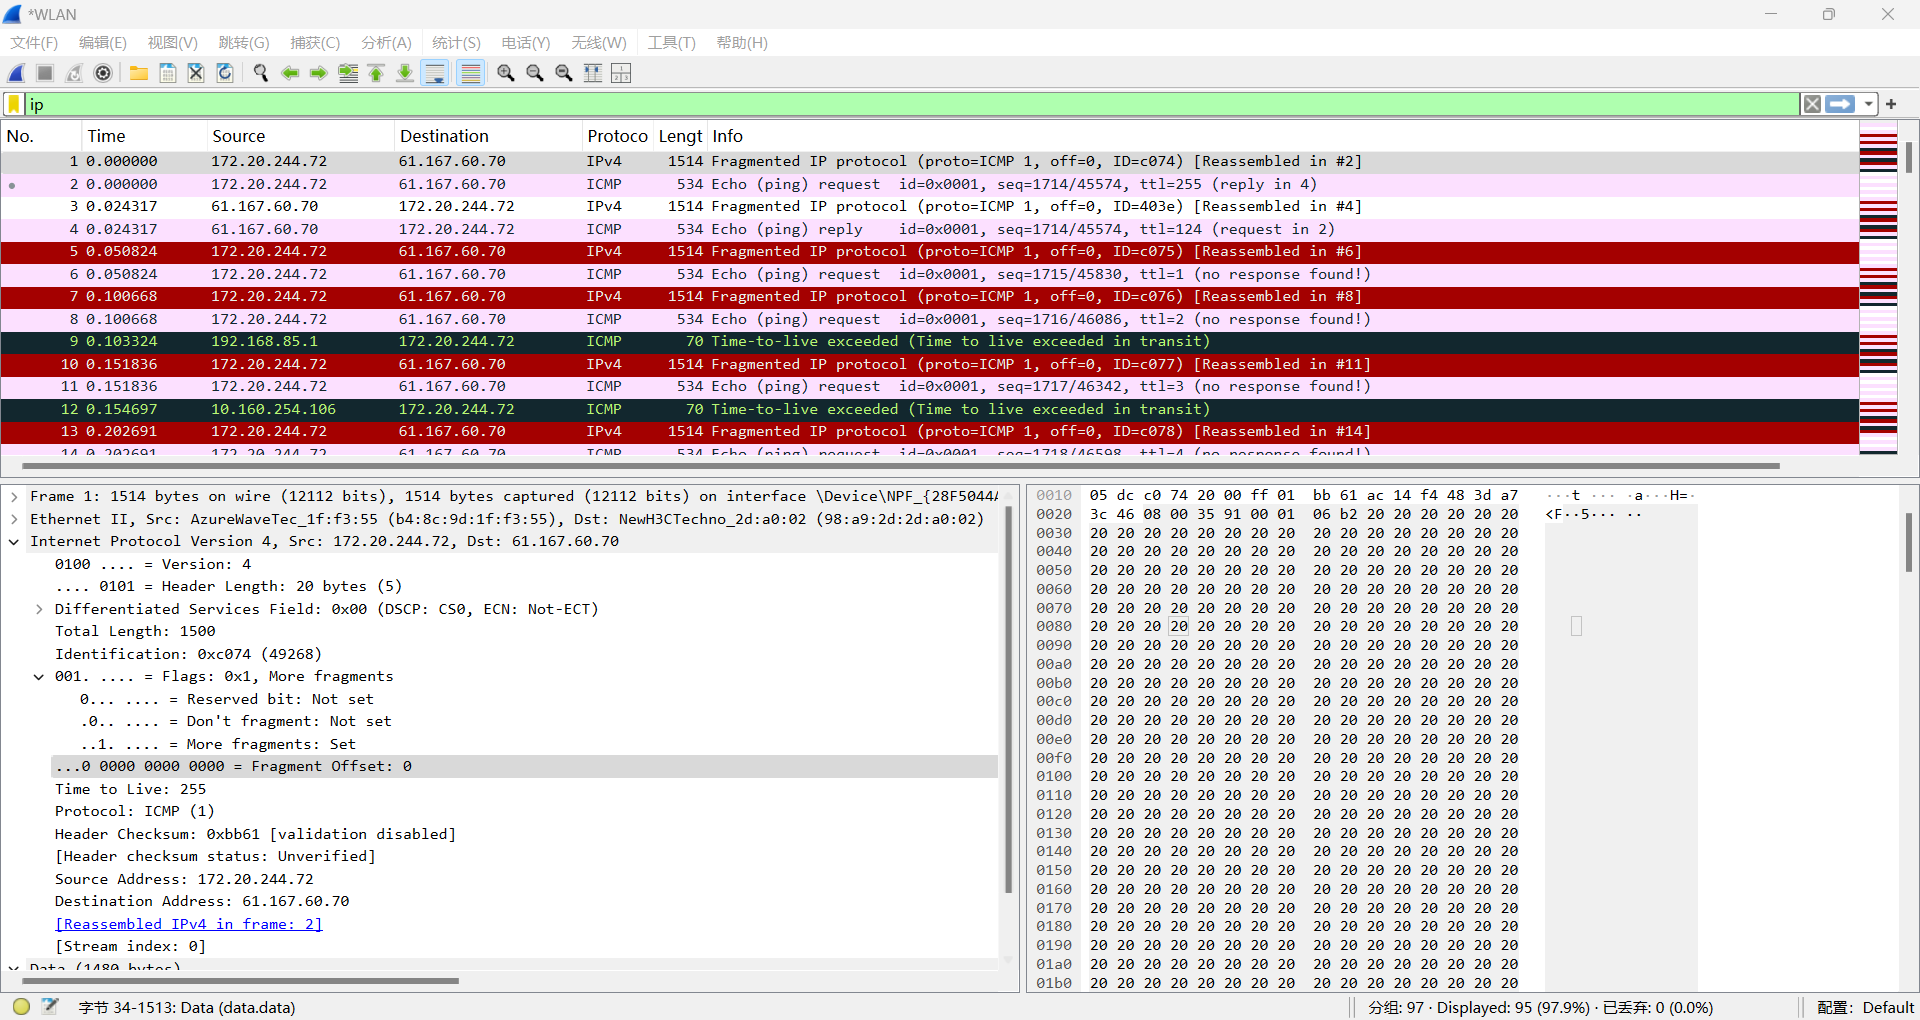 *WLAN
文件(F) 编辑(E) 视图(V) 跳转(G) 捕获(C) 分析(A) 统计(S) 电话(Y) 无线(W) 工具(T) 帮助(H)
ip
No. Time Source Destination Protoco Lengt Info
1 0.000000 172.20.244.72 61.167.60.70 IPv4 1514 Fragmented IP protocol (proto=ICMP 1, off=0, ID=c074) [Reassembled in #2]
2 0.000000 172.20.244.72 61.167.60.70 ICMP 534 Echo (ping) request id=0x0001, seq=1714/45574, ttl=255 (reply in 4)
3 0.024317 61.167.60.70 172.20.244.72 IPv4 1514 Fragmented IP protocol (proto=ICMP 1, off=0, ID=403e) [Reassembled in #4]
4 0.024317 61.167.60.70 172.20.244.72 ICMP 534 Echo (ping) reply id=0x0001, seq=1714/45574, ttl=124 (request in 2)
5 0.050824 172.20.244.72 61.167.60.70 IPv4 1514 Fragmented IP protocol (proto=ICMP 1, off=0, ID=c075) [Reassembled in #6]
6 0.050824 172.20.244.72 61.167.60.70 ICMP 534 Echo (ping) request id=0x0001, seq=1715/45830, ttl=1 (no response found!)
7 0.100668 172.20.244.72 61.167.60.70 IPv4 1514 Fragmented IP protocol (proto=ICMP 1, off=0, ID=c076) [Reassembled in #8]
8 0.100668 172.20.244.72 61.167.60.70 ICMP 534 Echo (ping) request id=0x0001, seq=1716/46086, ttl=2 (no response found!)
9 0.103324 192.168.85.1 172.20.244.72 ICMP 70 Time-to-live exceeded (Time to live exceeded in transit)
10 0.151836 172.20.244.72 61.167.60.70 IPv4 1514 Fragmented IP protocol (proto=ICMP 1, off=0, ID=c077) [Reassembled in #11]
11 0.151836 172.20.244.72 61.167.60.70 ICMP 534 Echo (ping) request id=0x0001, seq=1717/46342, ttl=3 (no response found!)
12 0.154697 10.160.254.106 172.20.244.72 ICMP 70 Time-to-live exceeded (Time to live exceeded in transit)
13 0.202691 172.20.244.72 61.167.60.70 IPv4 1514 Fragmented IP protocol (proto=ICMP 1, off=0, ID=c078) [Reassembled in #14]
14 0.202691 172.20.244.72 61.167.60.70 ICMP 534 Echo (ping) request id=0x0001, seq=1718/46598, ttl=4 (no response found!)
Frame 1: 1514 bytes on wire (12112 bits), 1514 bytes captured (12112 bits) on interface \Device\NPF_{28F5044
Ethernet II, Src: AzureWaveTec_1f:f3:55 (b4:8c:9d:1f:f3:55), Dst: NewH3CTechno_2d:a0:02 (98:a9:2d:2d:a0:02)
Internet Protocol Version 4, Src: 172.20.244.72, Dst: 61.167.60.70
0100 .... = Version: 4
.... 0101 = Header Length: 20 bytes (5)
Differentiated Services Field: 0x00 (DSCP: CS0, ECN: Not-ECT)
Total Length: 1500
Identification: 0xc074 (49268)
001. .... = Flags: 0x1, More fragments
0... .... = Reserved bit: Not set
.0.. .... = Don't fragment: Not set
..1. .... = More fragments: Set
...0 0000 0000 0000 = Fragment Offset: 0
Time to Live: 255
Protocol: ICMP (1)
Header Checksum: 0xbb61 [validation disabled]
[Header checksum status: Unverified]
Source Address: 172.20.244.72
Destination Address: 61.167.60.70
[Reassembled IPv4 in frame: 2]
[Stream index: 0]
Data (1480 bytes)
0010 05 dc c0 74 20 00 ff 01 bb 61 ac 14 f4 48 3d a7 ···t ··· ·a···H=·
0020 3c 46 08 00 35 91 00 01 06 b2 20 20 20 20 20 20 <F··5··· ··
0030 20 20 20 20 20 20 20 20 20 20 20 20 20 20 20 20
0040 20 20 20 20 20 20 20 20 20 20 20 20 20 20 20 20
0050 20 20 20 20 20 20 20 20 20 20 20 20 20 20 20 20
0060 20 20 20 20 20 20 20 20 20 20 20 20 20 20 20 20
0070 20 20 20 20 20 20 20 20 20 20 20 20 20 20 20 20
0080 20 20 20 20 20 20 20 20 20 20 20 20 20 20 20 20
0090 20 20 20 20 20 20 20 20 20 20 20 20 20 20 20 20
00a0 20 20 20 20 20 20 20 20 20 20 20 20 20 20 20 20
00b0 20 20 20 20 20 20 20 20 20 20 20 20 20 20 20 20
00c0 20 20 20 20 20 20 20 20 20 20 20 20 20 20 20 20
00d0 20 20 20 20 20 20 20 20 20 20 20 20 20 20 20 20
00e0 20 20 20 20 20 20 20 20 20 20 20 20 20 20 20 20
00f0 20 20 20 20 20 20 20 20 20 20 20 20 20 20 20 20
0100 20 20 20 20 20 20 20 20 20 20 20 20 20 20 20 20
0110 20 20 20 20 20 20 20 20 20 20 20 20 20 20 20 20
0120 20 20 20 20 20 20 20 20 20 20 20 20 20 20 20 20
0130 20 20 20 20 20 20 20 20 20 20 20 20 20 20 20 20
0140 20 20 20 20 20 20 20 20 20 20 20 20 20 20 20 20
0150 20 20 20 20 20 20 20 20 20 20 20 20 20 20 20 20
0160 20 20 20 20 20 20 20 20 20 20 20 20 20 20 20 20
0170 20 20 20 20 20 20 20 20 20 20 20 20 20 20 20 20
0180 20 20 20 20 20 20 20 20 20 20 20 20 20 20 20 20
0190 20 20 20 20 20 20 20 20 20 20 20 20 20 20 20 20
01a0 20 20 20 20 20 20 20 20 20 20 20 20 20 20 20 20
01b0 20 20 20 20 20 20 20 20 20 20 20 20 20 20 20 20
字节 34-1513: Data (data.data) 分组: 97 · Displayed: 95 (97.9%) · 已丢弃: 0 (0.0%) 配置: Default